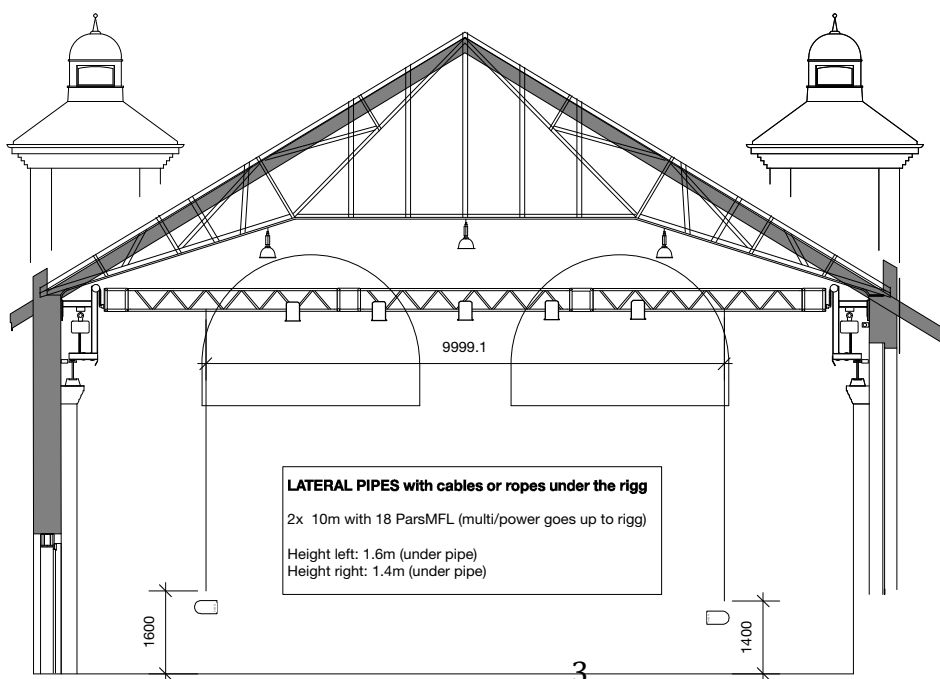 9999.1
LATERAL PIPES with cables or ropes under the rigg
2x 10m with 18 ParsMFL (multi/power goes up to rigg)
Height left: 1.6m (under pipe)
Height right: 1.4m (under pipe)
1600
1400
3